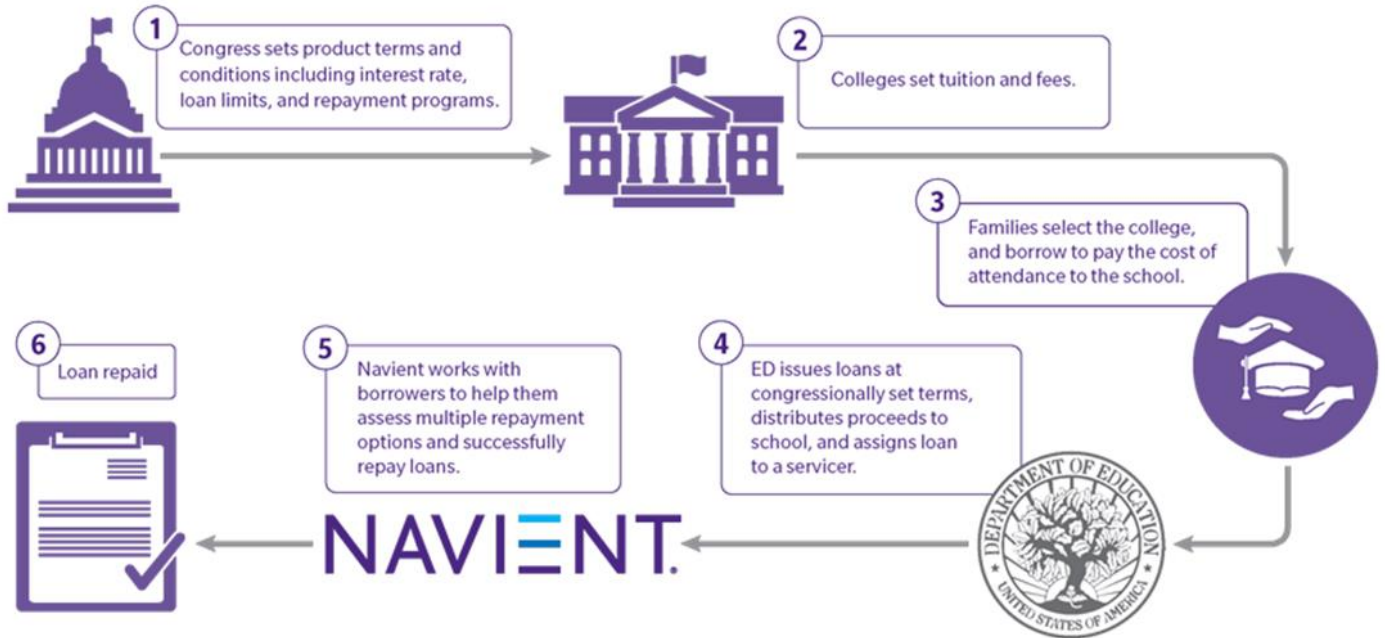 1
Congress sets product terms and
conditions including interest rate,
loan limits, and repayment programs.
2
Colleges set tuition and fees.
3
Families select the college,
and borrow to pay the cost of
attendance to the school.
4
ED issues loans at
congressionally set terms,
distributes proceeds to
school, and assigns loan
to a servicer.
DEPARTMENT OF EDUCATION
UNITED STATES OF AMERICA
5
Navient works with
borrowers to help them
assess multiple repayment
options and successfully
repay loans.
NAVIENT.
6
Loan repaid